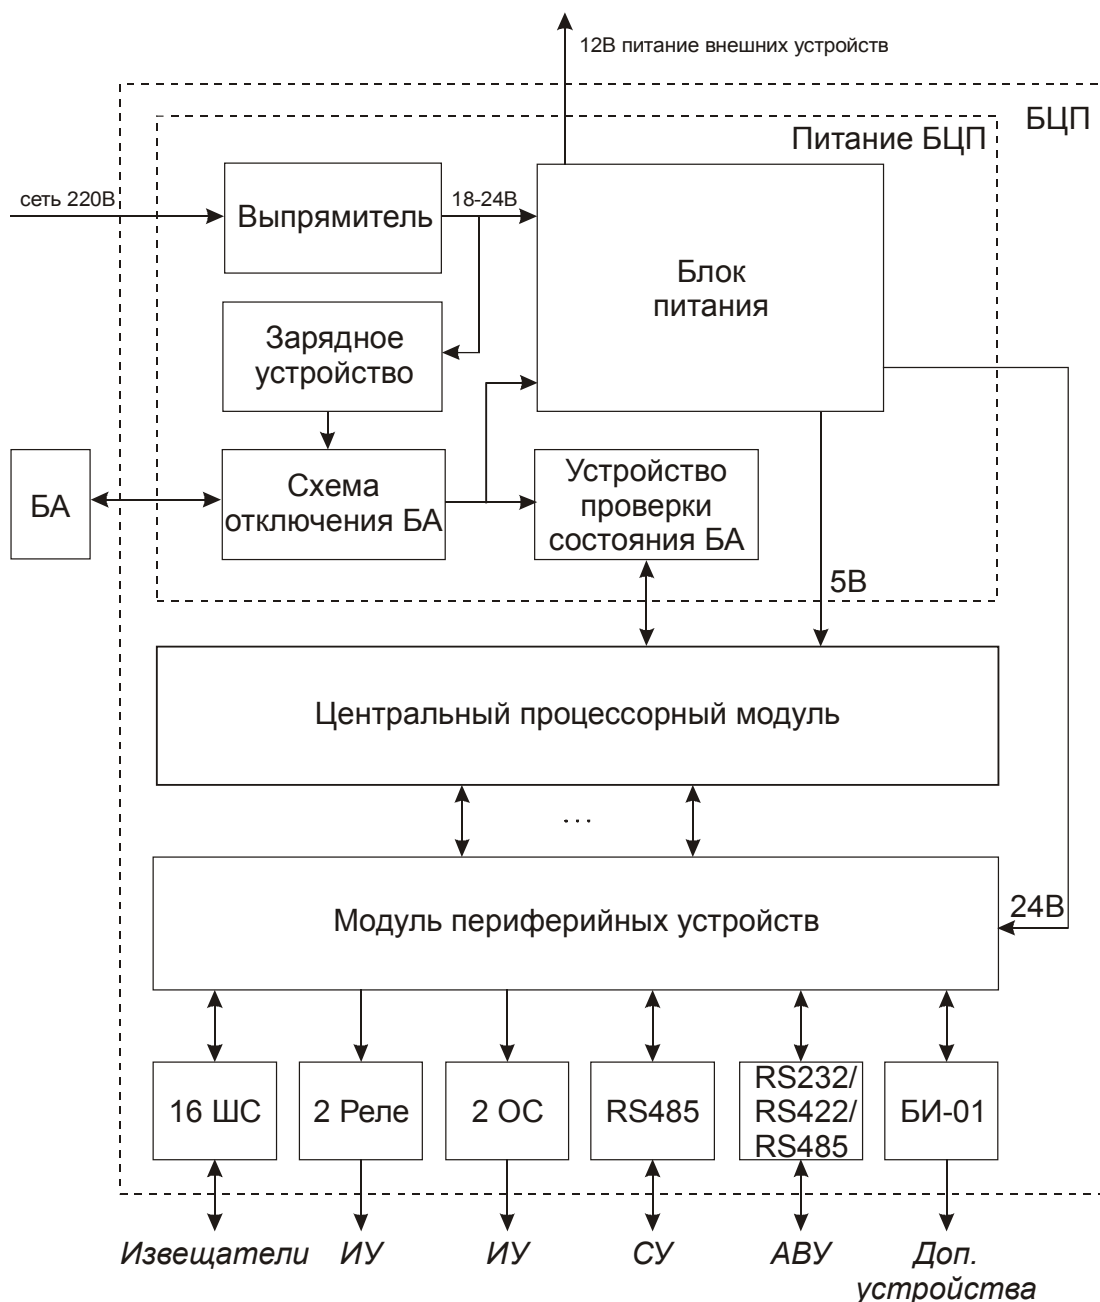 12В питание внешних устройств
БЦП
Питание БЦП
сеть 220В
Выпрямитель
18-24В
Блок
питания
Зарядное
устройство
БА
Схема
отключения БА
Устройство
проверки
состояния БА
5В
Центральный процессорный модуль
...
Модуль периферийных устройств
24В
16 ШС
2 Реле
2 ОС
RS485
RS232/
RS422/
RS485
БИ-01
Извещатели
ИУ
ИУ
СУ
АВУ
Доп.
устройства